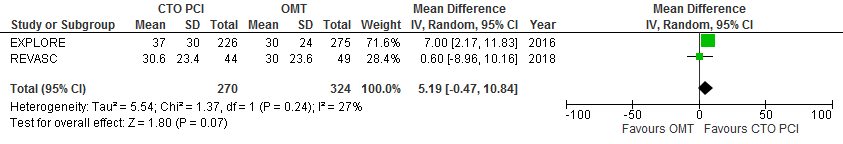 CTO PCI OMT Mean Difference Mean Difference
Study or Subgroup Mean SD Total Mean SD Total Weight IV, Random, 95% CI Year IV, Random, 95% CI
EXPLORE 37 30 226 30 24 275 71.6% 7.00 [2.17, 11.83] 2016
REVASC 30.6 23.4 44 30 23.6 49 28.4% 0.60 [-8.96, 10.16] 2018
Total (95% CI) 270 324 100.0% 5.19 [-0.47, 10.84]
Heterogeneity: Tau² = 5.54; Chi² = 1.37, df = 1 (P = 0.24); I² = 27%
Test for overall effect: Z = 1.80 (P = 0.07)
-100 -50 0 50 100
Favours OMT Favours CTO PCI